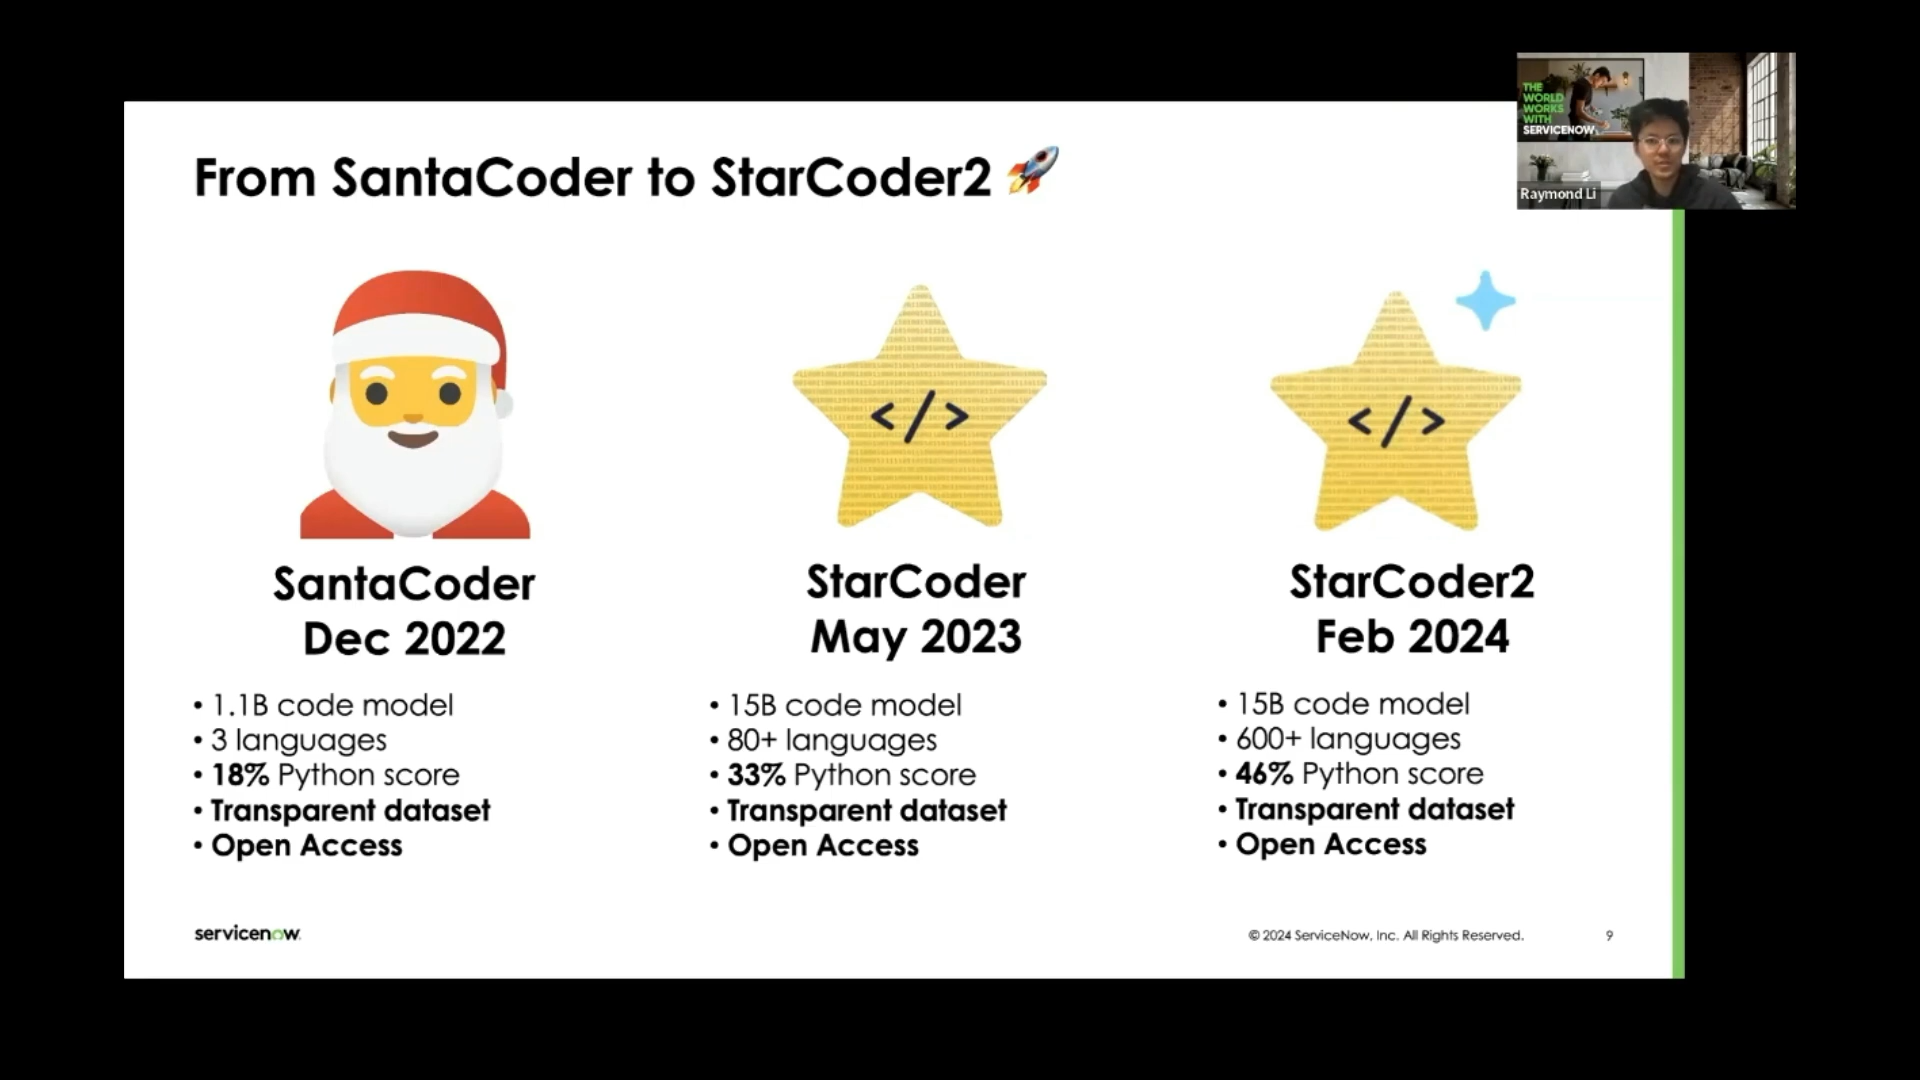 From SantaCoder to StarCoder2 🚀
THE
WORLD
WORKS
WITH
SERVICENOW
Raymond Li
</>
</>
SantaCoder
Dec 2022
• 1.1B code model
• 3 languages
• 18% Python score
• Transparent dataset
• Open Access
StarCoder
May 2023
• 15B code model
• 80+ languages
• 33% Python score
• Transparent dataset
• Open Access
StarCoder2
Feb 2024
• 15B code model
• 600+ languages
• 46% Python score
• Transparent dataset
• Open Access
servicenow
© 2024 ServiceNow, Inc. All Rights Reserved.
9